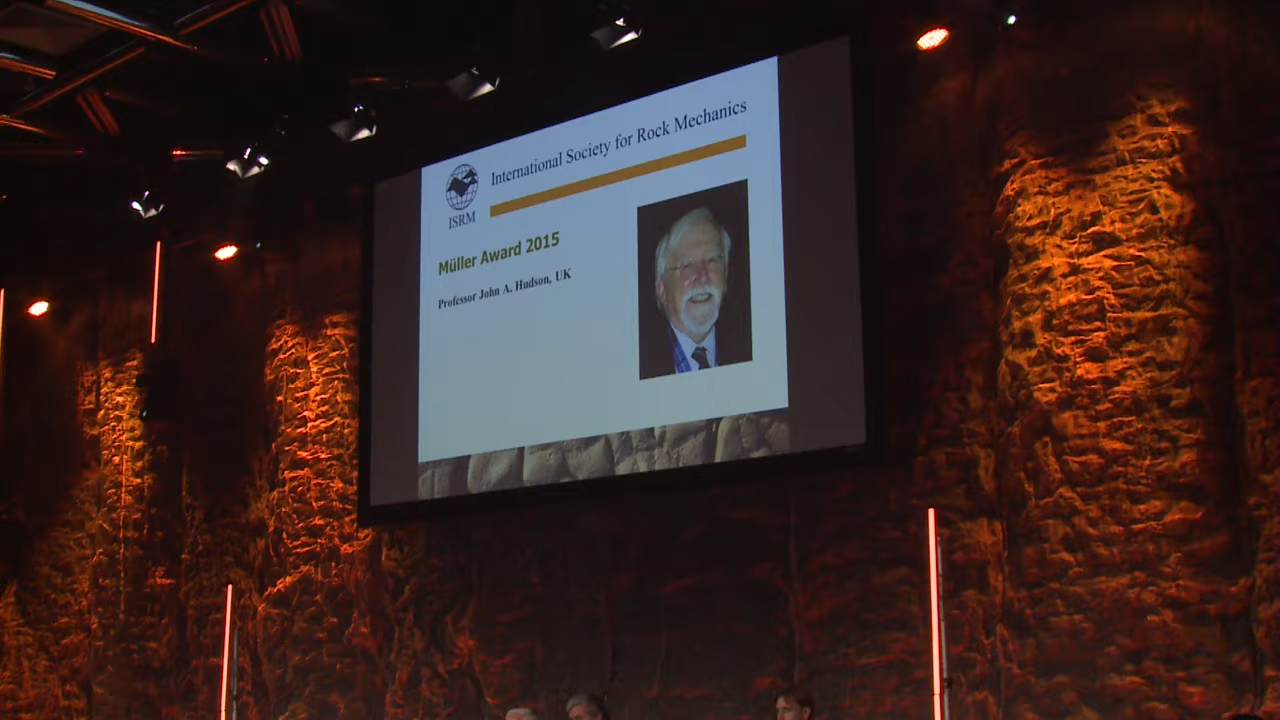 International Society for Rock Mechanics
ISRM
Müller Award 2015
Professor John A. Hudson, UK